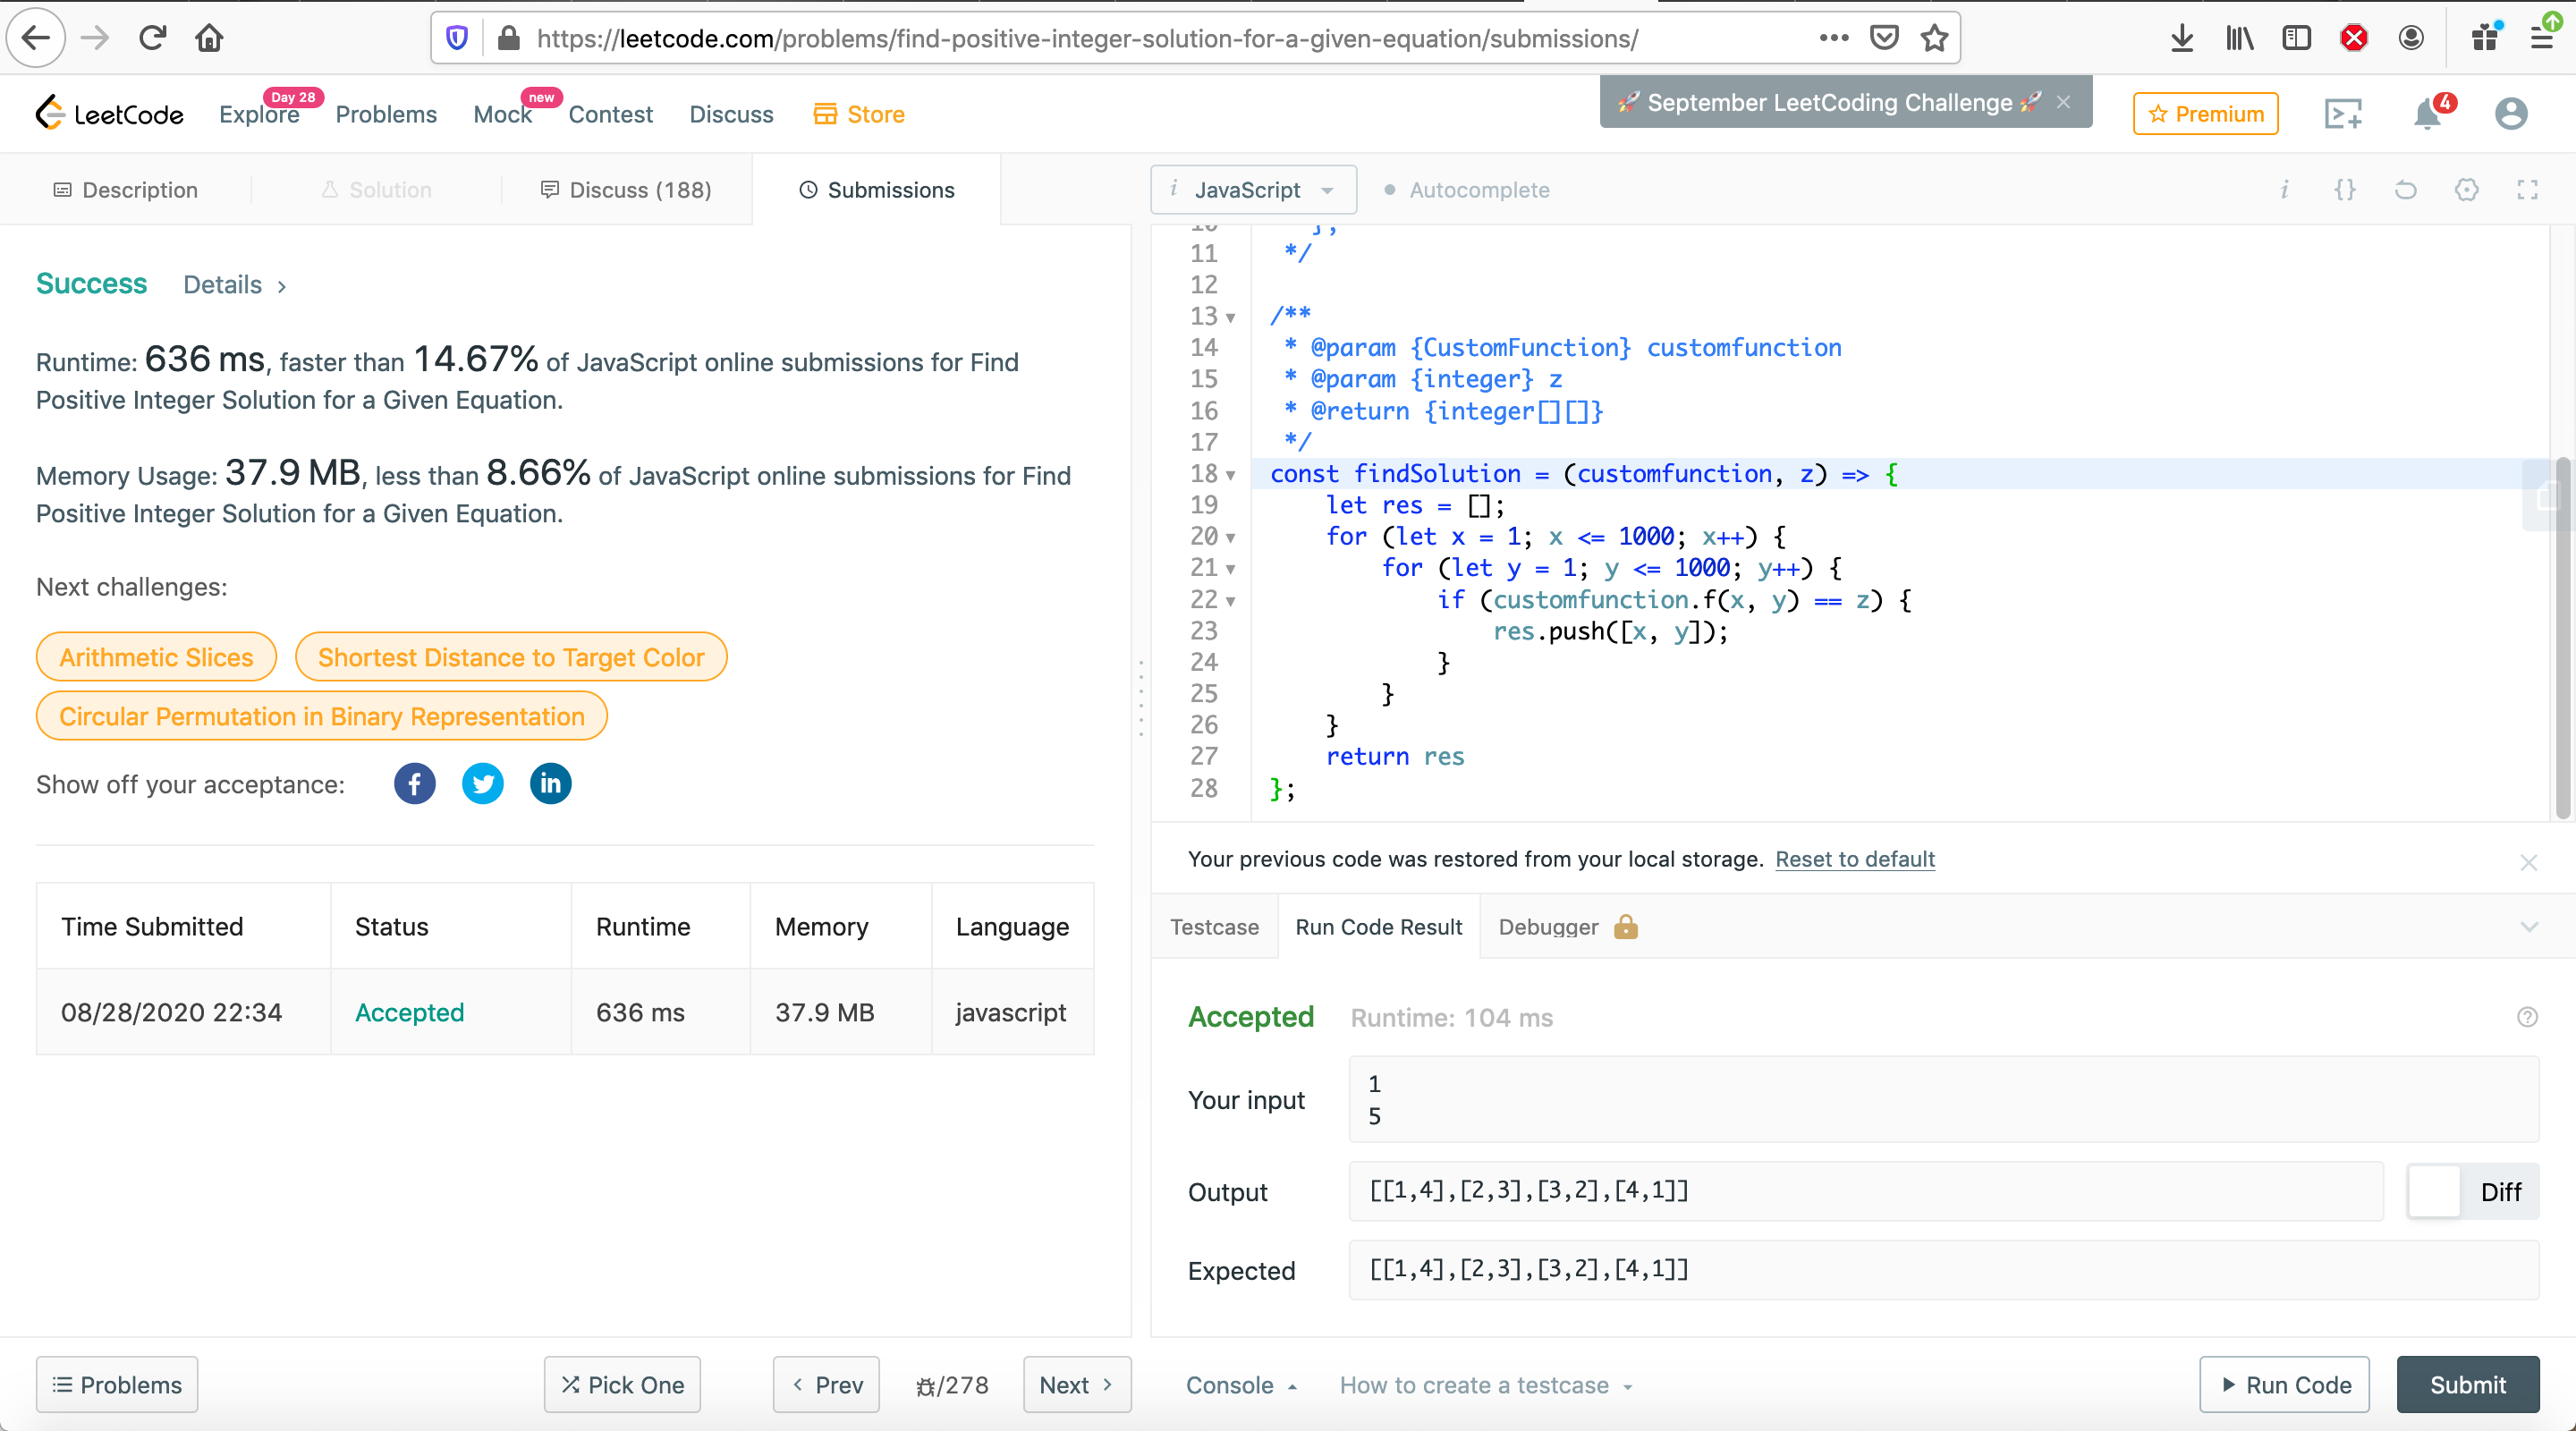 https://leetcode.com/problems/find-positive-integer-solution-for-a-given-equation/submissions/
LeetCode
Explore
Day 28
Problems
Mock
new
Contest
Discuss
Store
🚀 September LeetCoding Challenge 🚀
Premium
4
Description
Solution
Discuss (188)
Submissions
Success
Details
Runtime: 636 ms, faster than 14.67% of JavaScript online submissions for Find
Positive Integer Solution for a Given Equation.
Memory Usage: 37.9 MB, less than 8.66% of JavaScript online submissions for Find
Positive Integer Solution for a Given Equation.
Next challenges:
Arithmetic Slices
Shortest Distance to Target Color
Circular Permutation in Binary Representation
Show off your acceptance:
Time Submitted Status Runtime Memory Language
08/28/2020 22:34 Accepted 636 ms 37.9 MB javascript
Problems
Pick One
Prev
/278
Next
i JavaScript
Autocomplete
i {}
10 };
11 */
12
13 /**
14 * @param {CustomFunction} customfunction
15 * @param {integer} z
16 * @return {integer[][]}
17 */
18 const findSolution = (customfunction, z) => {
19 let res = [];
20 for (let x = 1; x <= 1000; x++) {
21 for (let y = 1; y <= 1000; y++) {
22 if (customfunction.f(x, y) == z) {
23 res.push([x, y]);
24 }
25 }
26 }
27 return res
28 };
Your previous code was restored from your local storage. Reset to default
Testcase
Run Code Result
Debugger
Accepted Runtime: 104 ms
Your input
1
5
Output
[[1,4],[2,3],[3,2],[4,1]]
Diff
Expected
[[1,4],[2,3],[3,2],[4,1]]
Console
How to create a testcase
Run Code
Submit